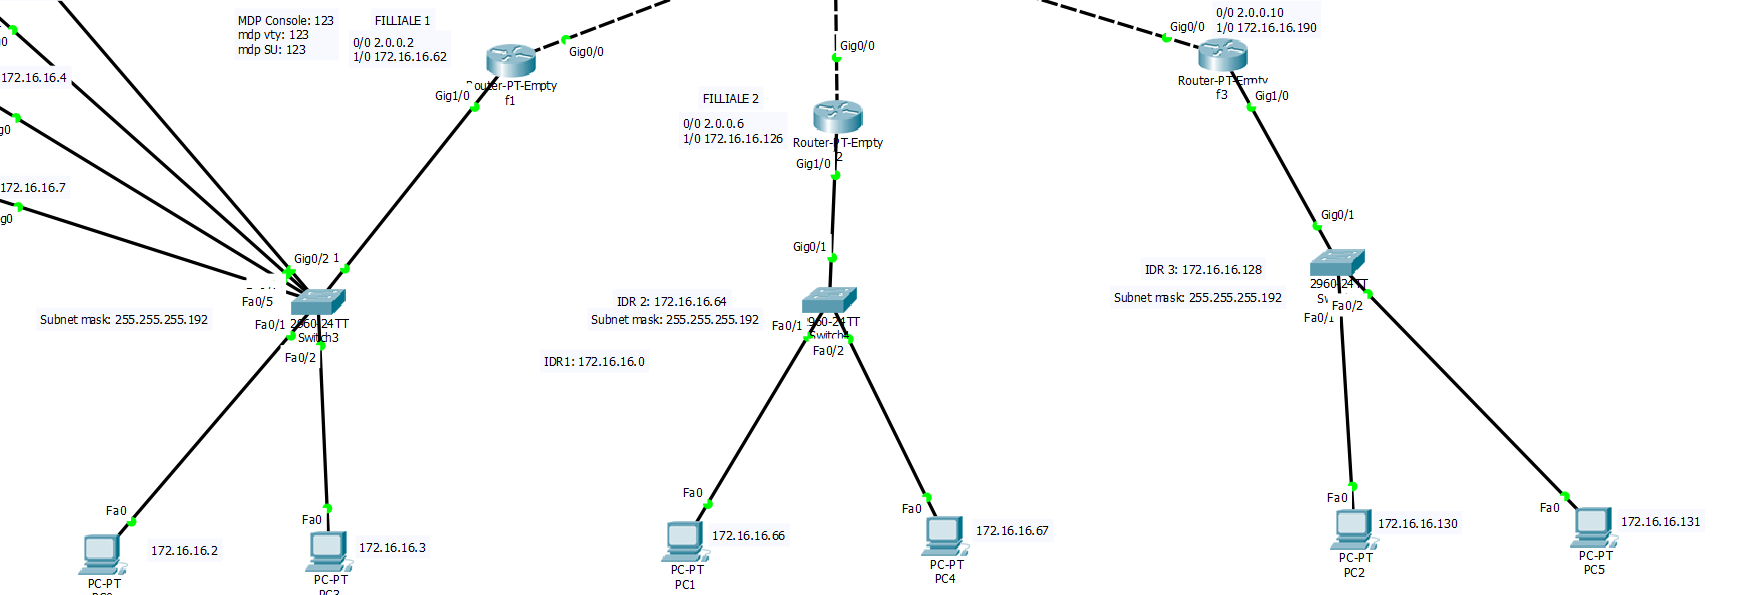 MDP Console: 123
mdp vty: 123
mdp SU: 123
FILLIALE 1
0/0 2.0.0.2
1/0 172.16.16.62
Gig0/0
Router-PT-Empty
f1
Gig1/0
Gig0/0
FILLIALE 2
0/0 2.0.0.6
1/0 172.16.16.126
Gig1/0
0/0 2.0.0.10
1/0 172.16.16.190
Gig0/0
Router-PT-Empty
f3
Gig1/0
172.16.16.4
172.16.16.7
Gig0/2
Fa0/5
Fa0/1
Switch3
Fa0/2
Subnet mask: 255.255.255.192
Gig0/1
IDR 2: 172.16.16.64
Subnet mask: 255.255.255.192
Fa0/1
Fa0/2
IDR1: 172.16.16.0
Gig0/1
IDR 3: 172.16.16.128
Subnet mask: 255.255.255.192
Fa0/2
Fa0
172.16.16.2
PC-PT
Fa0
172.16.16.3
PC-PT
PC3
Fa0
172.16.16.66
PC-PT
PC1
Fa0
172.16.16.67
PC-PT
PC4
Fa0
172.16.16.130
PC-PT
PC2
Fa0
172.16.16.131
PC-PT
PC5